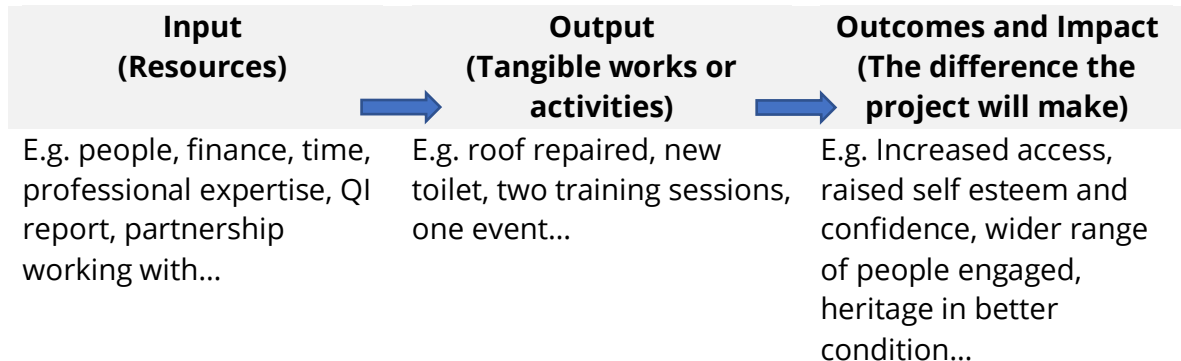 Input
(Resources)
Output
(Tangible works or
activities)
Outcomes and Impact
(The difference the
project will make)
E.g. people, finance, time,
professional expertise, QI
report, partnership
working with...
E.g. roof repaired, new
toilet, two training sessions,
one event...
E.g. Increased access,
raised self esteem and
confidence, wider range
of people engaged,
heritage in better
condition...